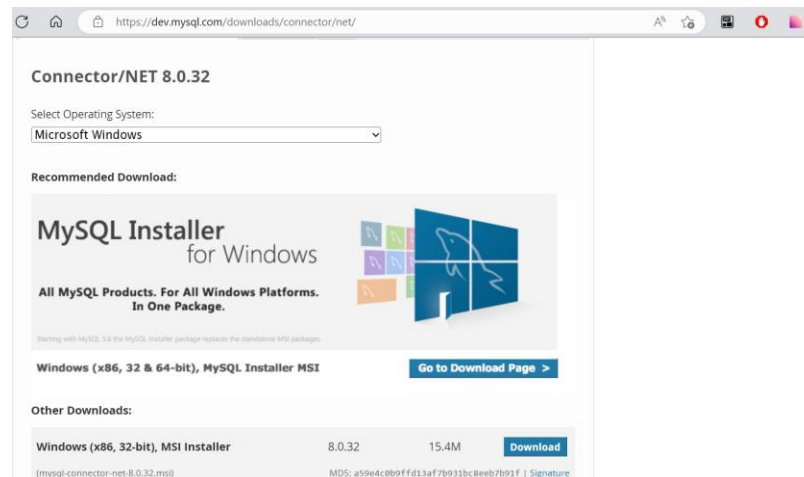 https://dev.mysql.com/downloads/connector/net/
Connector/NET 8.0.32
Select Operating System:
Microsoft Windows
Recommended Download:
MySQL Installer
for Windows
All MySQL Products. For All Windows Platforms.
In One Package.
Starting with MySQL 5.6 the MySQL Installer package replaces the standalone MSI packages.
Windows (x86, 32 & 64-bit), MySQL Installer MSI Go to Download Page >
Other Downloads:
Windows (x86, 32-bit), MSI Installer 8.0.32 15.4M Download
(mysql-connector-net-8.0.32.msi) MD5: a59e4c0b9ffd13af7b931bc8eeb7b91f | Signature